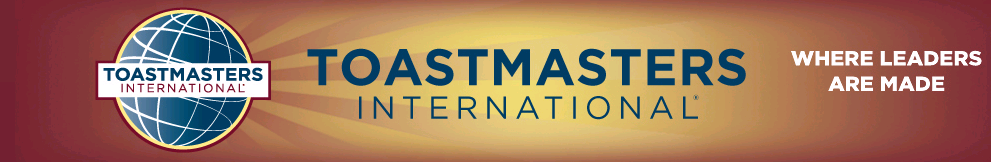 TOASTMASTERS
INTERNATIONAL
TOASTMASTERS
INTERNATIONAL®
WHERE LEADERS
ARE MADE